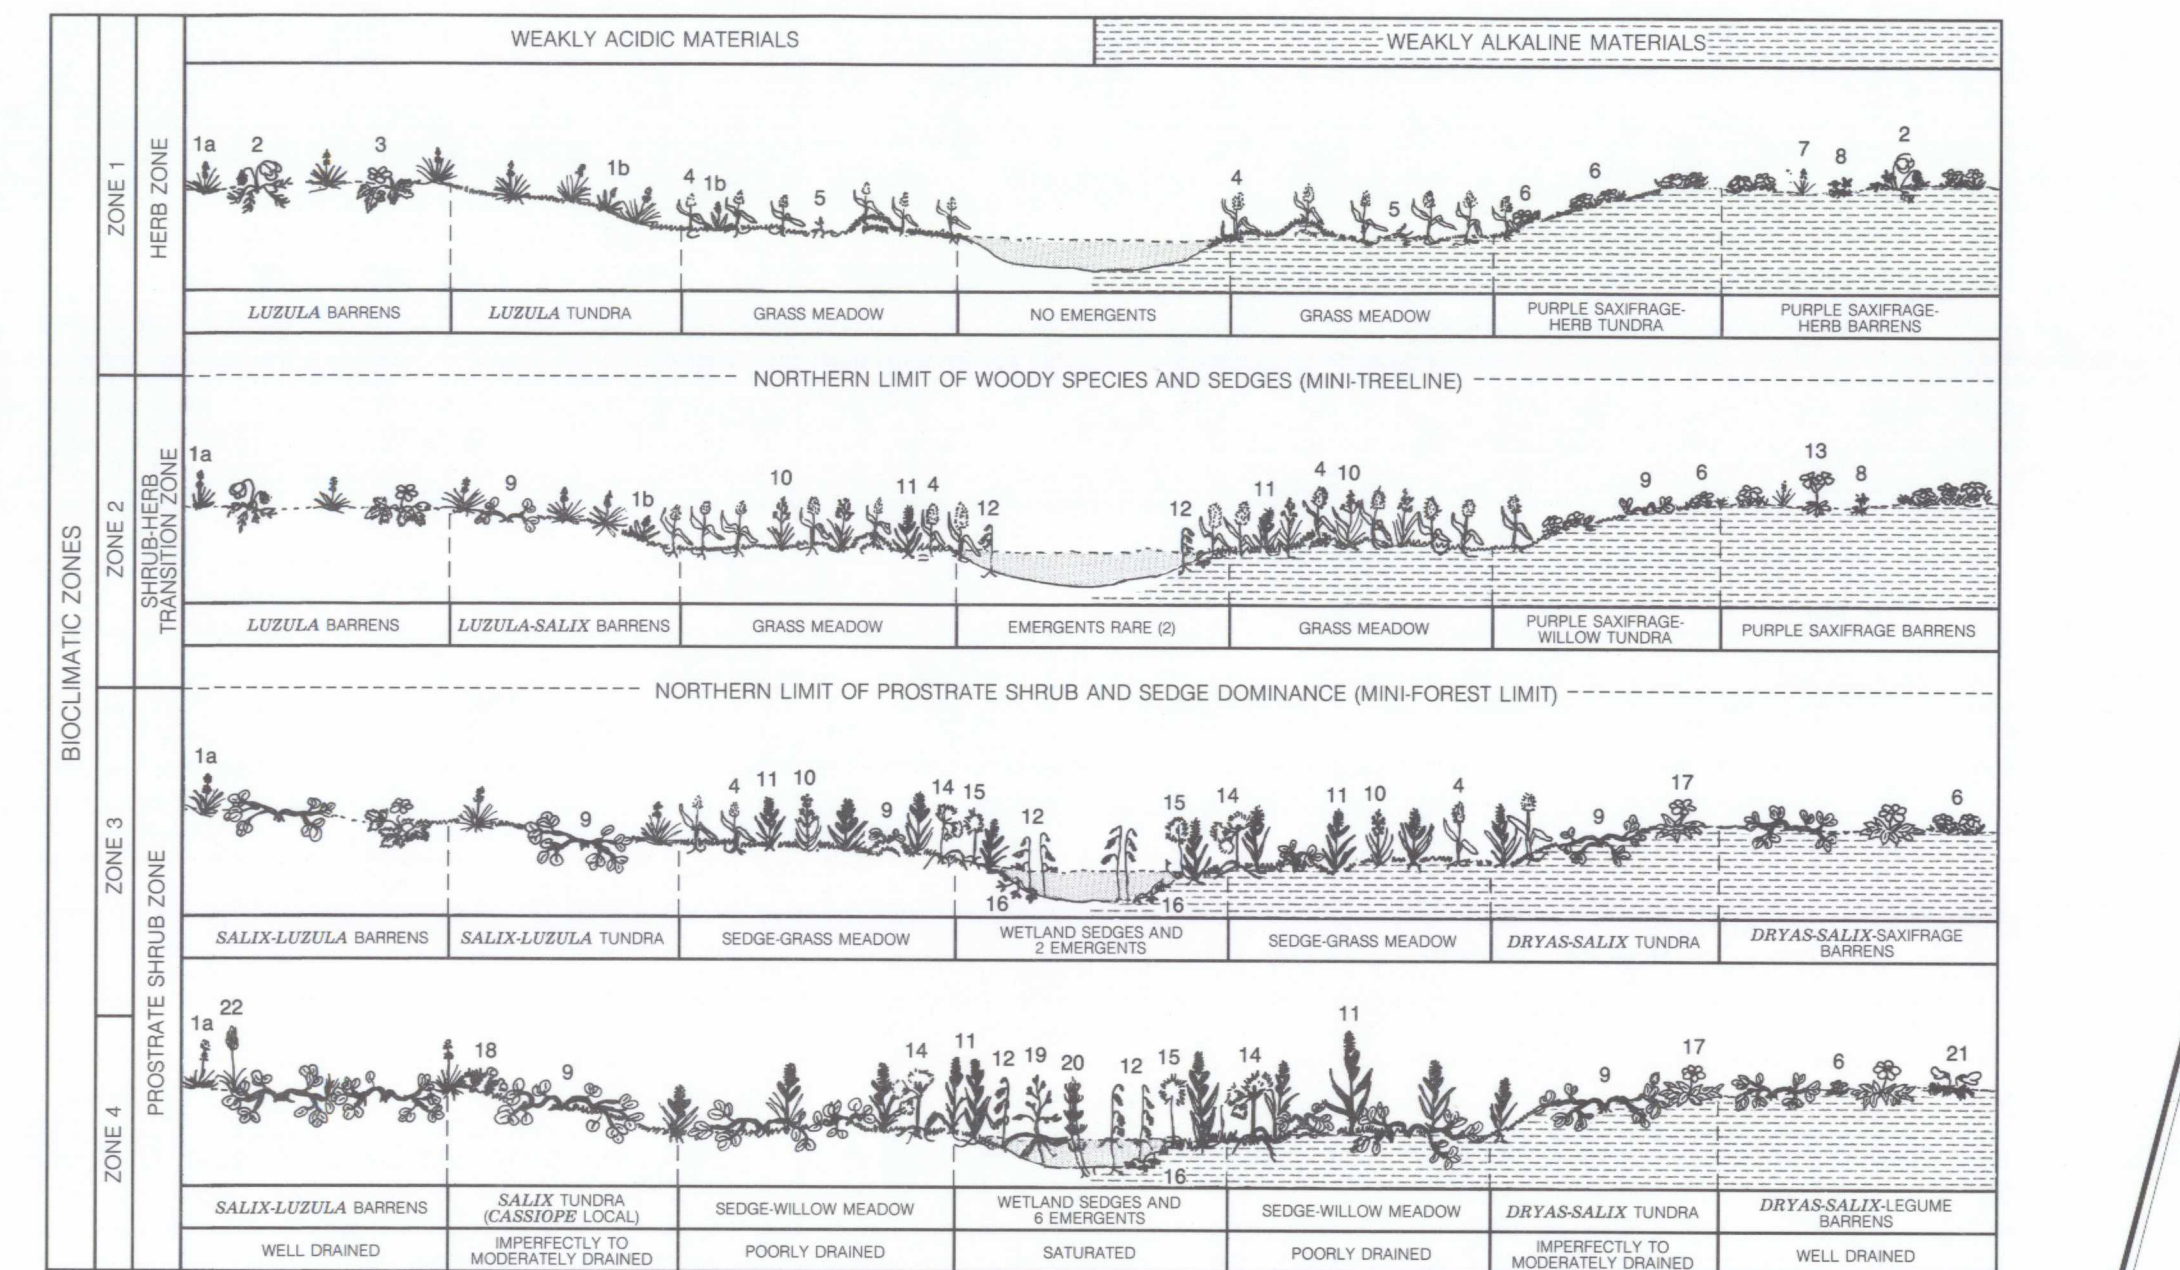 WEAKLY ACIDIC MATERIALS
WEAKLY ALKALINE MATERIALS
BIOCLIMATIC ZONES
ZONE 1
HERB ZONE
1a 2 3 1b 4 1b 5 4 5 6 6 7 8 2
LUZULA BARRENS
LUZULA TUNDRA
GRASS MEADOW
NO EMERGENTS
GRASS MEADOW
PURPLE SAXIFRAGE-
HERB TUNDRA
PURPLE SAXIFRAGE-
HERB BARRENS
NORTHERN LIMIT OF WOODY SPECIES AND SEDGES (MINI-TREELINE)
ZONE 2
SHRUB-HERB
TRANSITION ZONE
1a 9 1b 10 11 4 12 12 11 4 10 9 6 13 8
LUZULA BARRENS
LUZULA-SALIX BARRENS
GRASS MEADOW
EMERGENTS RARE (2)
GRASS MEADOW
PURPLE SAXIFRAGE-
WILLOW TUNDRA
PURPLE SAXIFRAGE BARRENS
NORTHERN LIMIT OF PROSTRATE SHRUB AND SEDGE DOMINANCE (MINI-FOREST LIMIT)
ZONE 3
PROSTRATE SHRUB ZONE
1a 9 4 11 10 9 14 15 12 15 14 11 10 4 9 17 6
16 16
SALIX-LUZULA BARRENS
SALIX-LUZULA TUNDRA
SEDGE-GRASS MEADOW
WETLAND SEDGES AND
2 EMERGENTS
SEDGE-GRASS MEADOW
DRYAS-SALIX TUNDRA
DRYAS-SALIX-SAXIFRAGE
BARRENS
ZONE 4
1a 22 18 9 14 11 12 19 20 12 15 14 11 9 17 6 21
16
SALIX-LUZULA BARRENS
SALIX TUNDRA
(CASSIOPE LOCAL)
SEDGE-WILLOW MEADOW
WETLAND SEDGES AND
6 EMERGENTS
SEDGE-WILLOW MEADOW
DRYAS-SALIX TUNDRA
DRYAS-SALIX-LEGUME
BARRENS
WELL DRAINED
IMPERFECTLY TO
MODERATELY DRAINED
POORLY DRAINED
SATURATED
POORLY DRAINED
IMPERFECTLY TO
MODERATELY DRAINED
WELL DRAINED